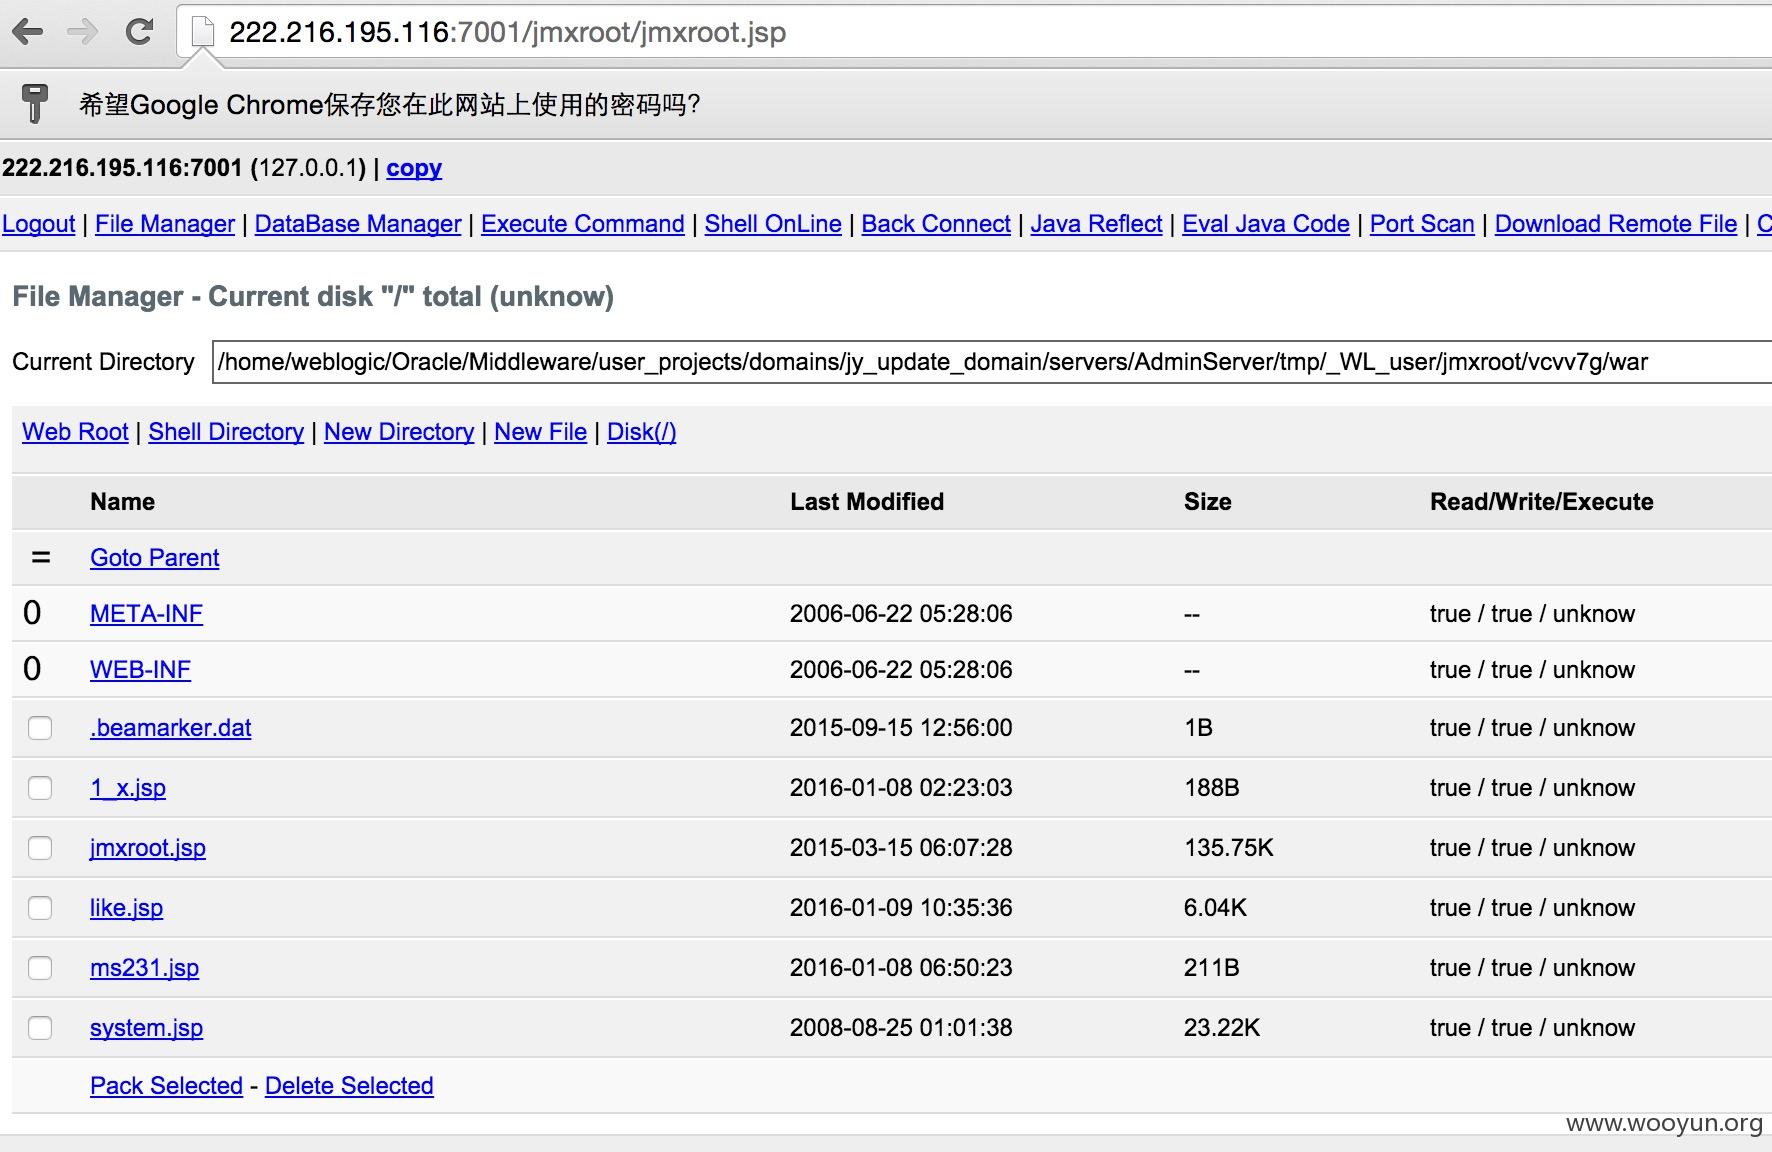 222.216.195.116:7001/jmxroot/jmxroot.jsp
希望Google Chrome保存您在此网站上使用的密码吗?
222.216.195.116:7001 (127.0.0.1) | copy
Logout | File Manager | DataBase Manager | Execute Command | Shell OnLine | Back Connect | Java Reflect | Eval Java Code | Port Scan | Download Remote File |
File Manager - Current disk "/" total (unknow)
Current Directory /home/weblogic/Oracle/Middleware/user_projects/domains/jy_update_domain/servers/AdminServer/tmp/_WL_user/jmxroot/vcvv7g/war
Web Root | Shell Directory | New Directory | New File | Disk(/)
Name Last Modified Size Read/Write/Execute
= Goto Parent
0 META-INF 2006-06-22 05:28:06 -- true / true / unknow
0 WEB-INF 2006-06-22 05:28:06 -- true / true / unknow
.beamarker.dat 2015-09-15 12:56:00 1B true / true / unknow
1_x.jsp 2016-01-08 02:23:03 188B true / true / unknow
jmxroot.jsp 2015-03-15 06:07:28 135.75K true / true / unknow
like.jsp 2016-01-09 10:35:36 6.04K true / true / unknow
ms231.jsp 2016-01-08 06:50:23 211B true / true / unknow
system.jsp 2008-08-25 01:01:38 23.22K true / true / unknow
Pack Selected - Delete Selected
www.wooyun.org